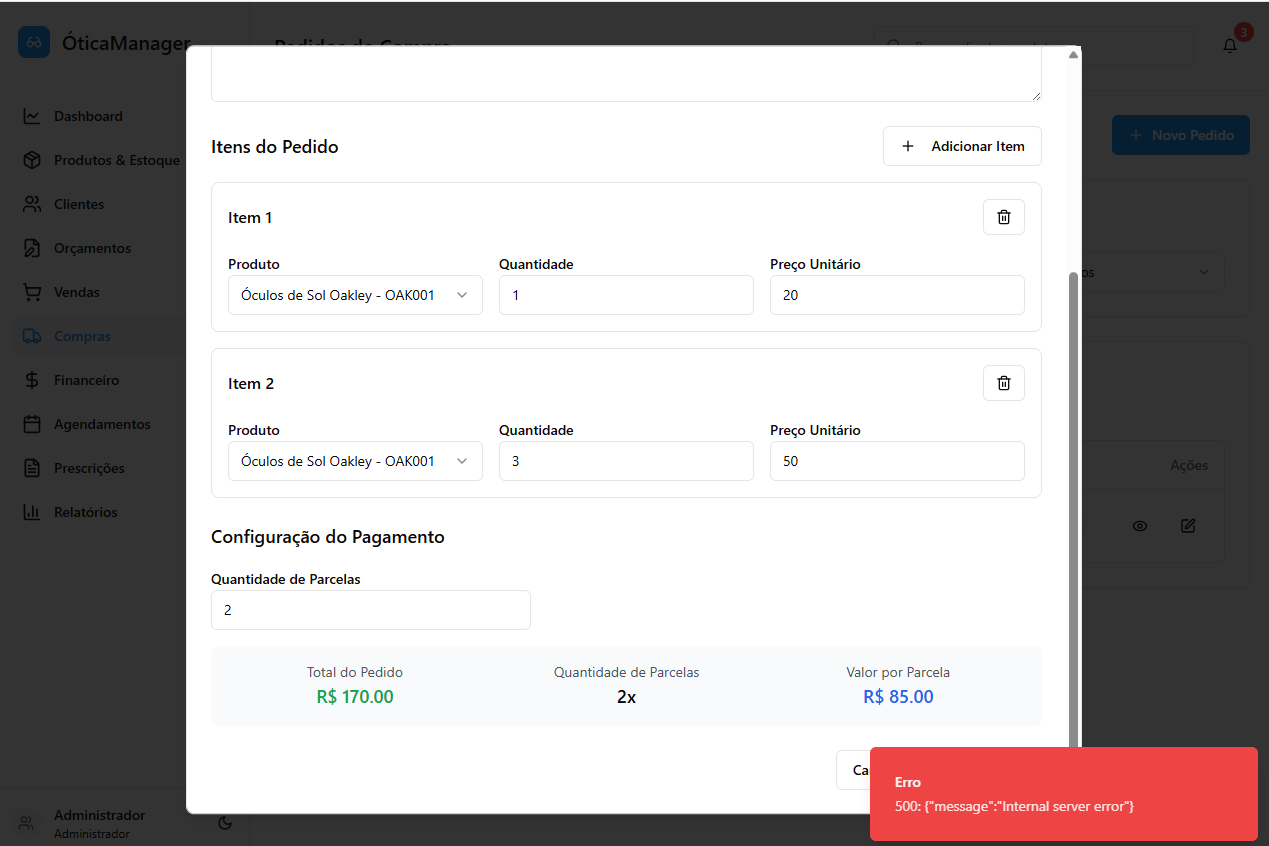 ÓticaManager
Pedidos de Compra
3
Dashboard
Produtos & Estoque
Clientes
Orçamentos
Vendas
Compras
Financeiro
Agendamentos
Prescrições
Relatórios
Administrador
Administrador
+ Novo Pedido
Ações
Itens do Pedido
+ Adicionar Item
Item 1
Produto Quantidade Preço Unitário
Óculos de Sol Oakley - OAK001 1 20
Item 2
Produto Quantidade Preço Unitário
Óculos de Sol Oakley - OAK001 3 50
Configuração do Pagamento
Quantidade de Parcelas
2
Total do Pedido Quantidade de Parcelas Valor por Parcela
R$ 170.00 2x R$ 85.00
Erro
500: {"message":"Internal server error"}